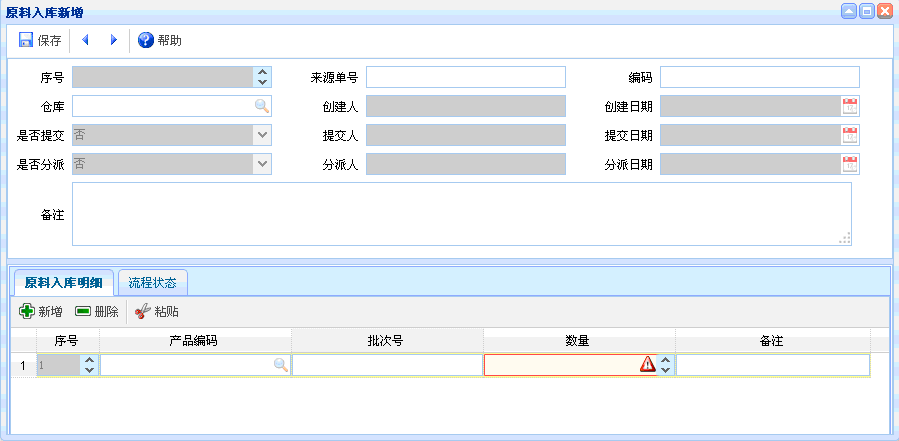 原料入库新增
保存 帮助
序号 来源单号 编码
仓库 创建人 创建日期
是否提交 否 提交人 提交日期
是否分派 否 分派人 分派日期
备注
原料入库明细 流程状态
新增 删除 粘贴
序号 产品编码 批次号 数量 备注
1 1